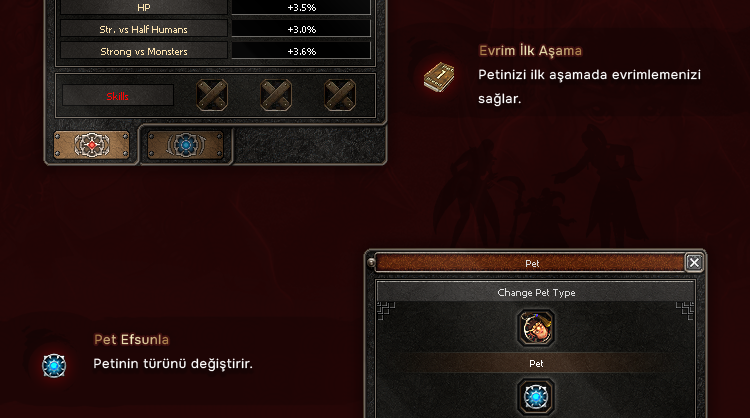 HP +3.5%
Str. vs Half Humans +3.0%
Strong vs Monsters +3.6%
Skills
Evrim İlk Aşama
Petinizi ilk aşamada evrimlemenizi
sağlar.
Pet
Change Pet Type
Pet
Pet Efsunla
Petinin türünü değiştirir.